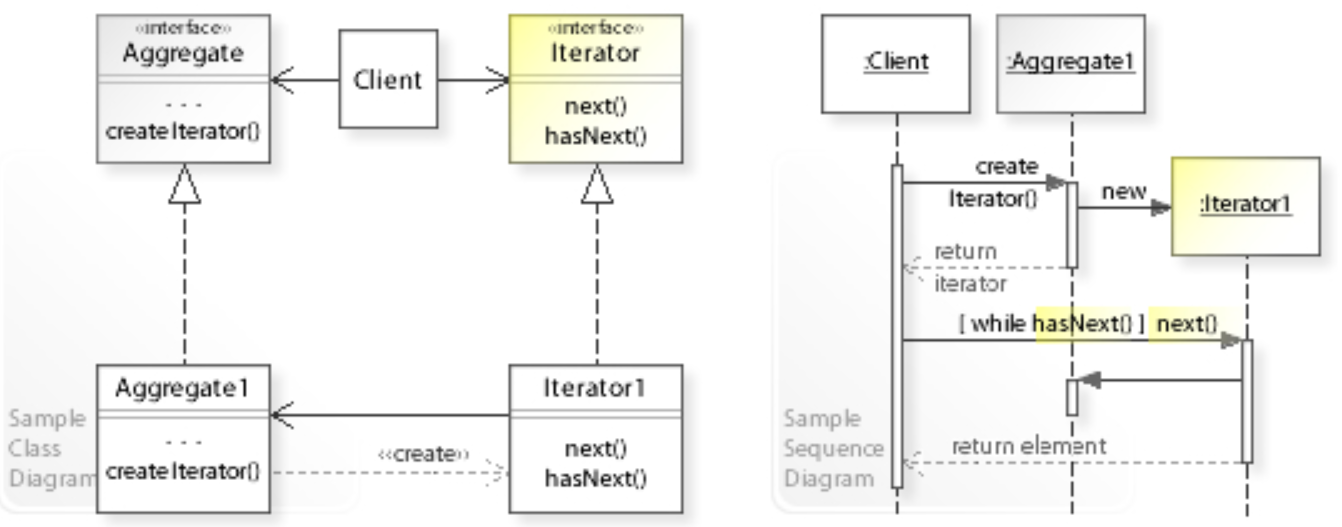 «interface»
Aggregate
- - -
createIterator()
Client
«interface»
Iterator
next()
hasNext()
Aggregate1
- - -
createIterator()
«create»
Iterator1
next()
hasNext()
Sample
Class
Diagram
:Client
:Aggregate1
:Iterator1
create
Iterator()
new
return
iterator
[ while hasNext() ] next()
return element
Sample
Sequence
Diagram